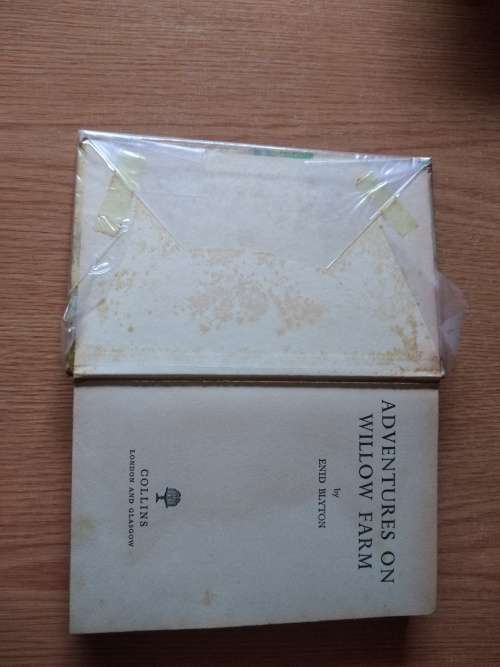 ADVENTURES ON
WILLOW FARM
by
ENID BLYTON
COLLINS
LONDON AND GLASGOW